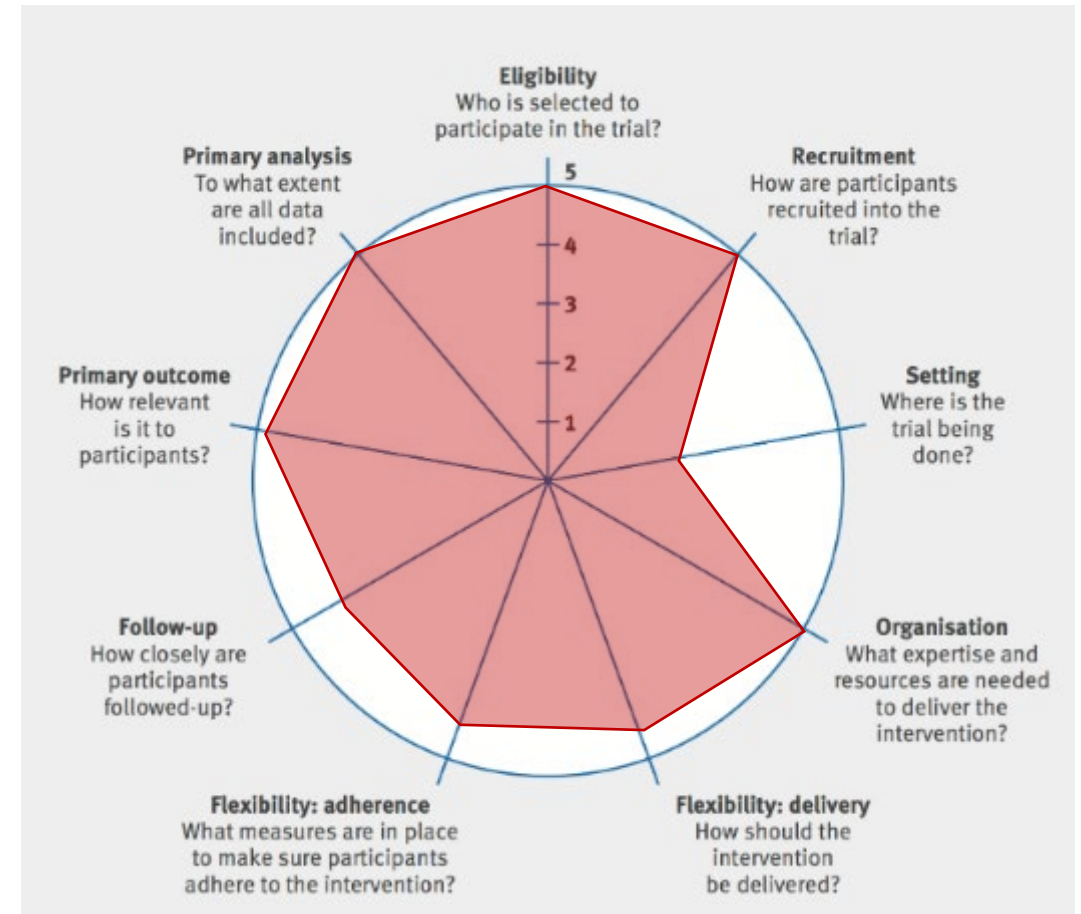 Eligibility
Who is selected to
participate in the trial?
Primary analysis
To what extent
are all data
included?
Recruitment
How are participants
recruited into the
trial?
5
4
3
2
1
Primary outcome
How relevant
is it to
participants?
Setting
Where is the
trial being
done?
Follow-up
How closely are
participants
followed-up?
Organisation
What expertise and
resources are needed
to deliver the
intervention?
Flexibility: adherence
What measures are in place
to make sure participants
adhere to the intervention?
Flexibility: delivery
How should the
intervention
be delivered?